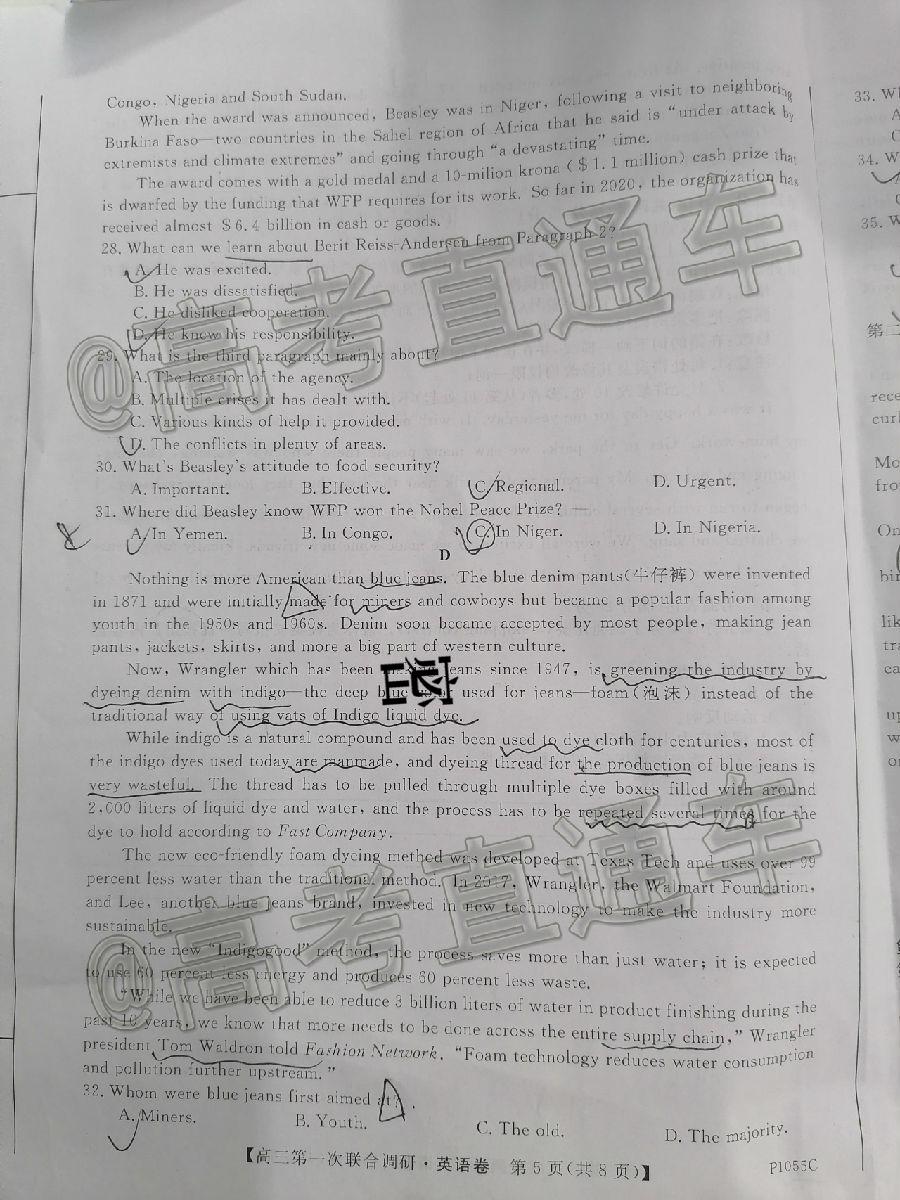 Congo, Nigeria and South Sudan.
When the award was announced, Beasley was in Niger, following a visit to neighboring
Burkina Faso—two countries in the Sahel region of Africa that he said is "under attack by
extremists and climate extremes" and going through "a devastating" time.
The award comes with a gold medal and a 10-milion krona ($1.1 million) cash prize that
is dwarfed by the funding that WFP requires for its work. So far in 2020, the organization has
received almost $6.4 billion in cash or goods.
28. What can we learn about Berit Reiss-Andersen from Paragraph 2?
A. He was excited.
B. He was dissatisfied.
C. He disliked cooperation.
D. He knew his responsibility.
29. What is the third paragraph mainly about?
A. The location of the agency.
B. Multiple crises it has dealt with.
C. Various kinds of help it provided.
D. The conflicts in plenty of areas.
30. What's Beasley's attitude to food security?
A. Important. B. Effective. C. Regional. D. Urgent.
31. Where did Beasley know WFP won the Nobel Peace Prize?
A. In Yemen. B. In Congo. C. In Niger. D. In Nigeria.
D
Nothing is more American than blue jeans. The blue denim pants(牛仔裤) were invented
in 1871 and were initially made for miners and cowboys but became a popular fashion among
youth in the 1950s and 1960s. Denim soon became accepted by most people, making jean
pants, jackets, skirts, and more a big part of western culture.
Now, Wrangler which has been jeans since 1947, is greening the industry by
dyeing denim with indigo—the deep blue used for jeans—foam(泡沫) instead of the
traditional way of using vats of Indigo liquid dye.
While indigo is a natural compound and has been used to dye cloth for centuries, most of
the indigo dyes used today are manmade, and dyeing thread for the production of blue jeans is
very wasteful. The thread has to be pulled through multiple dye boxes filled with around
2,000 liters of liquid dye and water, and the process has to be repeated several times for the
dye to hold according to Fast Company.
The new eco-friendly foam dyeing method was developed at Texas Tech and uses over 99
percent less water than the traditional method. In 2017, Wrangler, the Walmart Foundation,
and Lee, another blue jeans brand, invested in new technology to make the industry more
sustainable.
In the new "Indigogood" method, the process saves more than just water; it is expected
to use 60 percent less energy and produces 60 percent less waste.
"While we have been able to reduce 3 billion liters of water in product finishing during the
past 10 years, we know that more needs to be done across the entire supply chain," Wrangler
president Tom Waldron told Fashion Network. "Foam technology reduces water consumption
and pollution further upstream."
32. Whom were blue jeans first aimed at?
A. Miners. B. Youth. C. The old. D. The majority.
【高三第一次联合调研·英语卷 第5页(共8页)】 P1055C
@高考直通车
@高考直通车
33. W
A
C
34. W
35. W
第二
rece
curl
Mo
fro
On
bi
lik
tra
ca
up
w
o